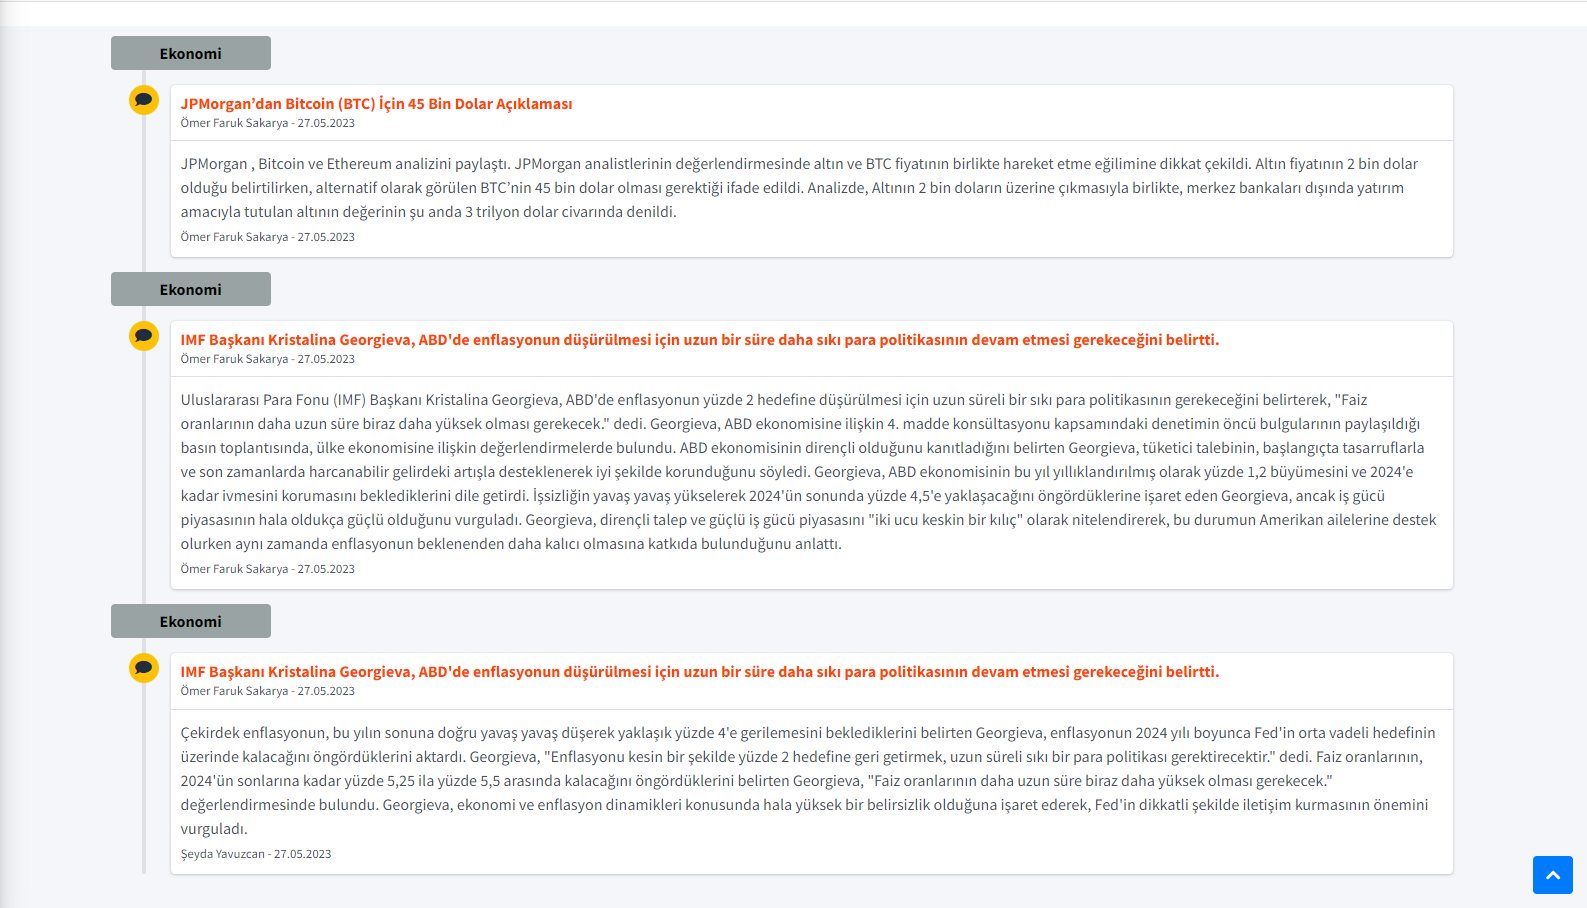 Ekonomi
JPMorgan’dan Bitcoin (BTC) İçin 45 Bin Dolar Açıklaması
Ömer Faruk Sakarya - 27.05.2023
JPMorgan , Bitcoin ve Ethereum analizini paylaştı. JPMorgan analistlerinin değerlendirmesinde altın ve BTC fiyatının birlikte hareket etme eğilimine dikkat çekildi. Altın fiyatının 2 bin dolar
olduğu belirtilirken, alternatif olarak görülen BTC’nin 45 bin dolar olması gerektiği ifade edildi. Analizde, Altının 2 bin doların üzerine çıkmasıyla birlikte, merkez bankaları dışında yatırım
amacıyla tutulan altının değerinin şu anda 3 trilyon dolar civarında denildi.
Ömer Faruk Sakarya - 27.05.2023
Ekonomi
IMF Başkanı Kristalina Georgieva, ABD'de enflasyonun düşürülmesi için uzun bir süre daha sıkı para politikasının devam etmesi gerekeceğini belirtti.
Ömer Faruk Sakarya - 27.05.2023
Uluslararası Para Fonu (IMF) Başkanı Kristalina Georgieva, ABD'de enflasyonun yüzde 2 hedefine düşürülmesi için uzun süreli bir sıkı para politikasının gerekeceğini belirterek, "Faiz
oranlarının daha uzun süre biraz daha yüksek olması gerekecek." dedi. Georgieva, ABD ekonomisine ilişkin 4. madde konsültasyonu kapsamındaki denetimin öncü bulgularının paylaşıldığı
basın toplantısında, ülke ekonomisine ilişkin değerlendirmelerde bulundu. ABD ekonomisinin dirençli olduğunu kanıtladığını belirten Georgieva, tüketici talebinin, başlangıçta tasarruflarla
ve son zamanlarda harcanabilir gelirdeki artışla desteklenerek iyi şekilde korunduğunu söyledi. Georgieva, ABD ekonomisinin bu yıl yıllıklandırılmış olarak yüzde 1,2 büyümesini ve 2024'e
kadar ivmesini korumasını beklediklerini dile getirdi. İşsizliğin yavaş yavaş yükselerek 2024'ün sonunda yüzde 4,5'e yaklaşacağını öngördüklerine işaret eden Georgieva, ancak iş gücü
piyasasının hala oldukça güçlü olduğunu vurguladı. Georgieva, dirençli talep ve güçlü iş gücü piyasasını "iki ucu keskin bir kılıç" olarak nitelendirerek, bu durumun Amerikan ailelerine destek
olurken aynı zamanda enflasyonun beklenenden daha kalıcı olmasına katkıda bulunduğunu anlattı.
Ömer Faruk Sakarya - 27.05.2023
Ekonomi
IMF Başkanı Kristalina Georgieva, ABD'de enflasyonun düşürülmesi için uzun bir süre daha sıkı para politikasının devam etmesi gerekeceğini belirtti.
Ömer Faruk Sakarya - 27.05.2023
Çekirdek enflasyonun, bu yılın sonuna doğru yavaş yavaş düşerek yaklaşık yüzde 4'e gerilemesini beklediklerini belirten Georgieva, enflasyonun 2024 yılı boyunca Fed'in orta vadeli hedefinin
üzerinde kalacağını öngördüklerini aktardı. Georgieva, "Enflasyonu kesin bir şekilde yüzde 2 hedefine geri getirmek, uzun süreli sıkı bir para politikası gerektirecektir." dedi. Faiz oranlarının,
2024'ün sonlarına kadar yüzde 5,25 ila yüzde 5,5 arasında kalacağını öngördüklerini belirten Georgieva, "Faiz oranlarının daha uzun süre biraz daha yüksek olması gerekecek."
değerlendirmesinde bulundu. Georgieva, ekonomi ve enflasyon dinamikleri konusunda hala yüksek bir belirsizlik olduğuna işaret ederek, Fed'in dikkatli şekilde iletişim kurmasının önemini
vurguladı.
Şeyda Yavuzcan - 27.05.2023